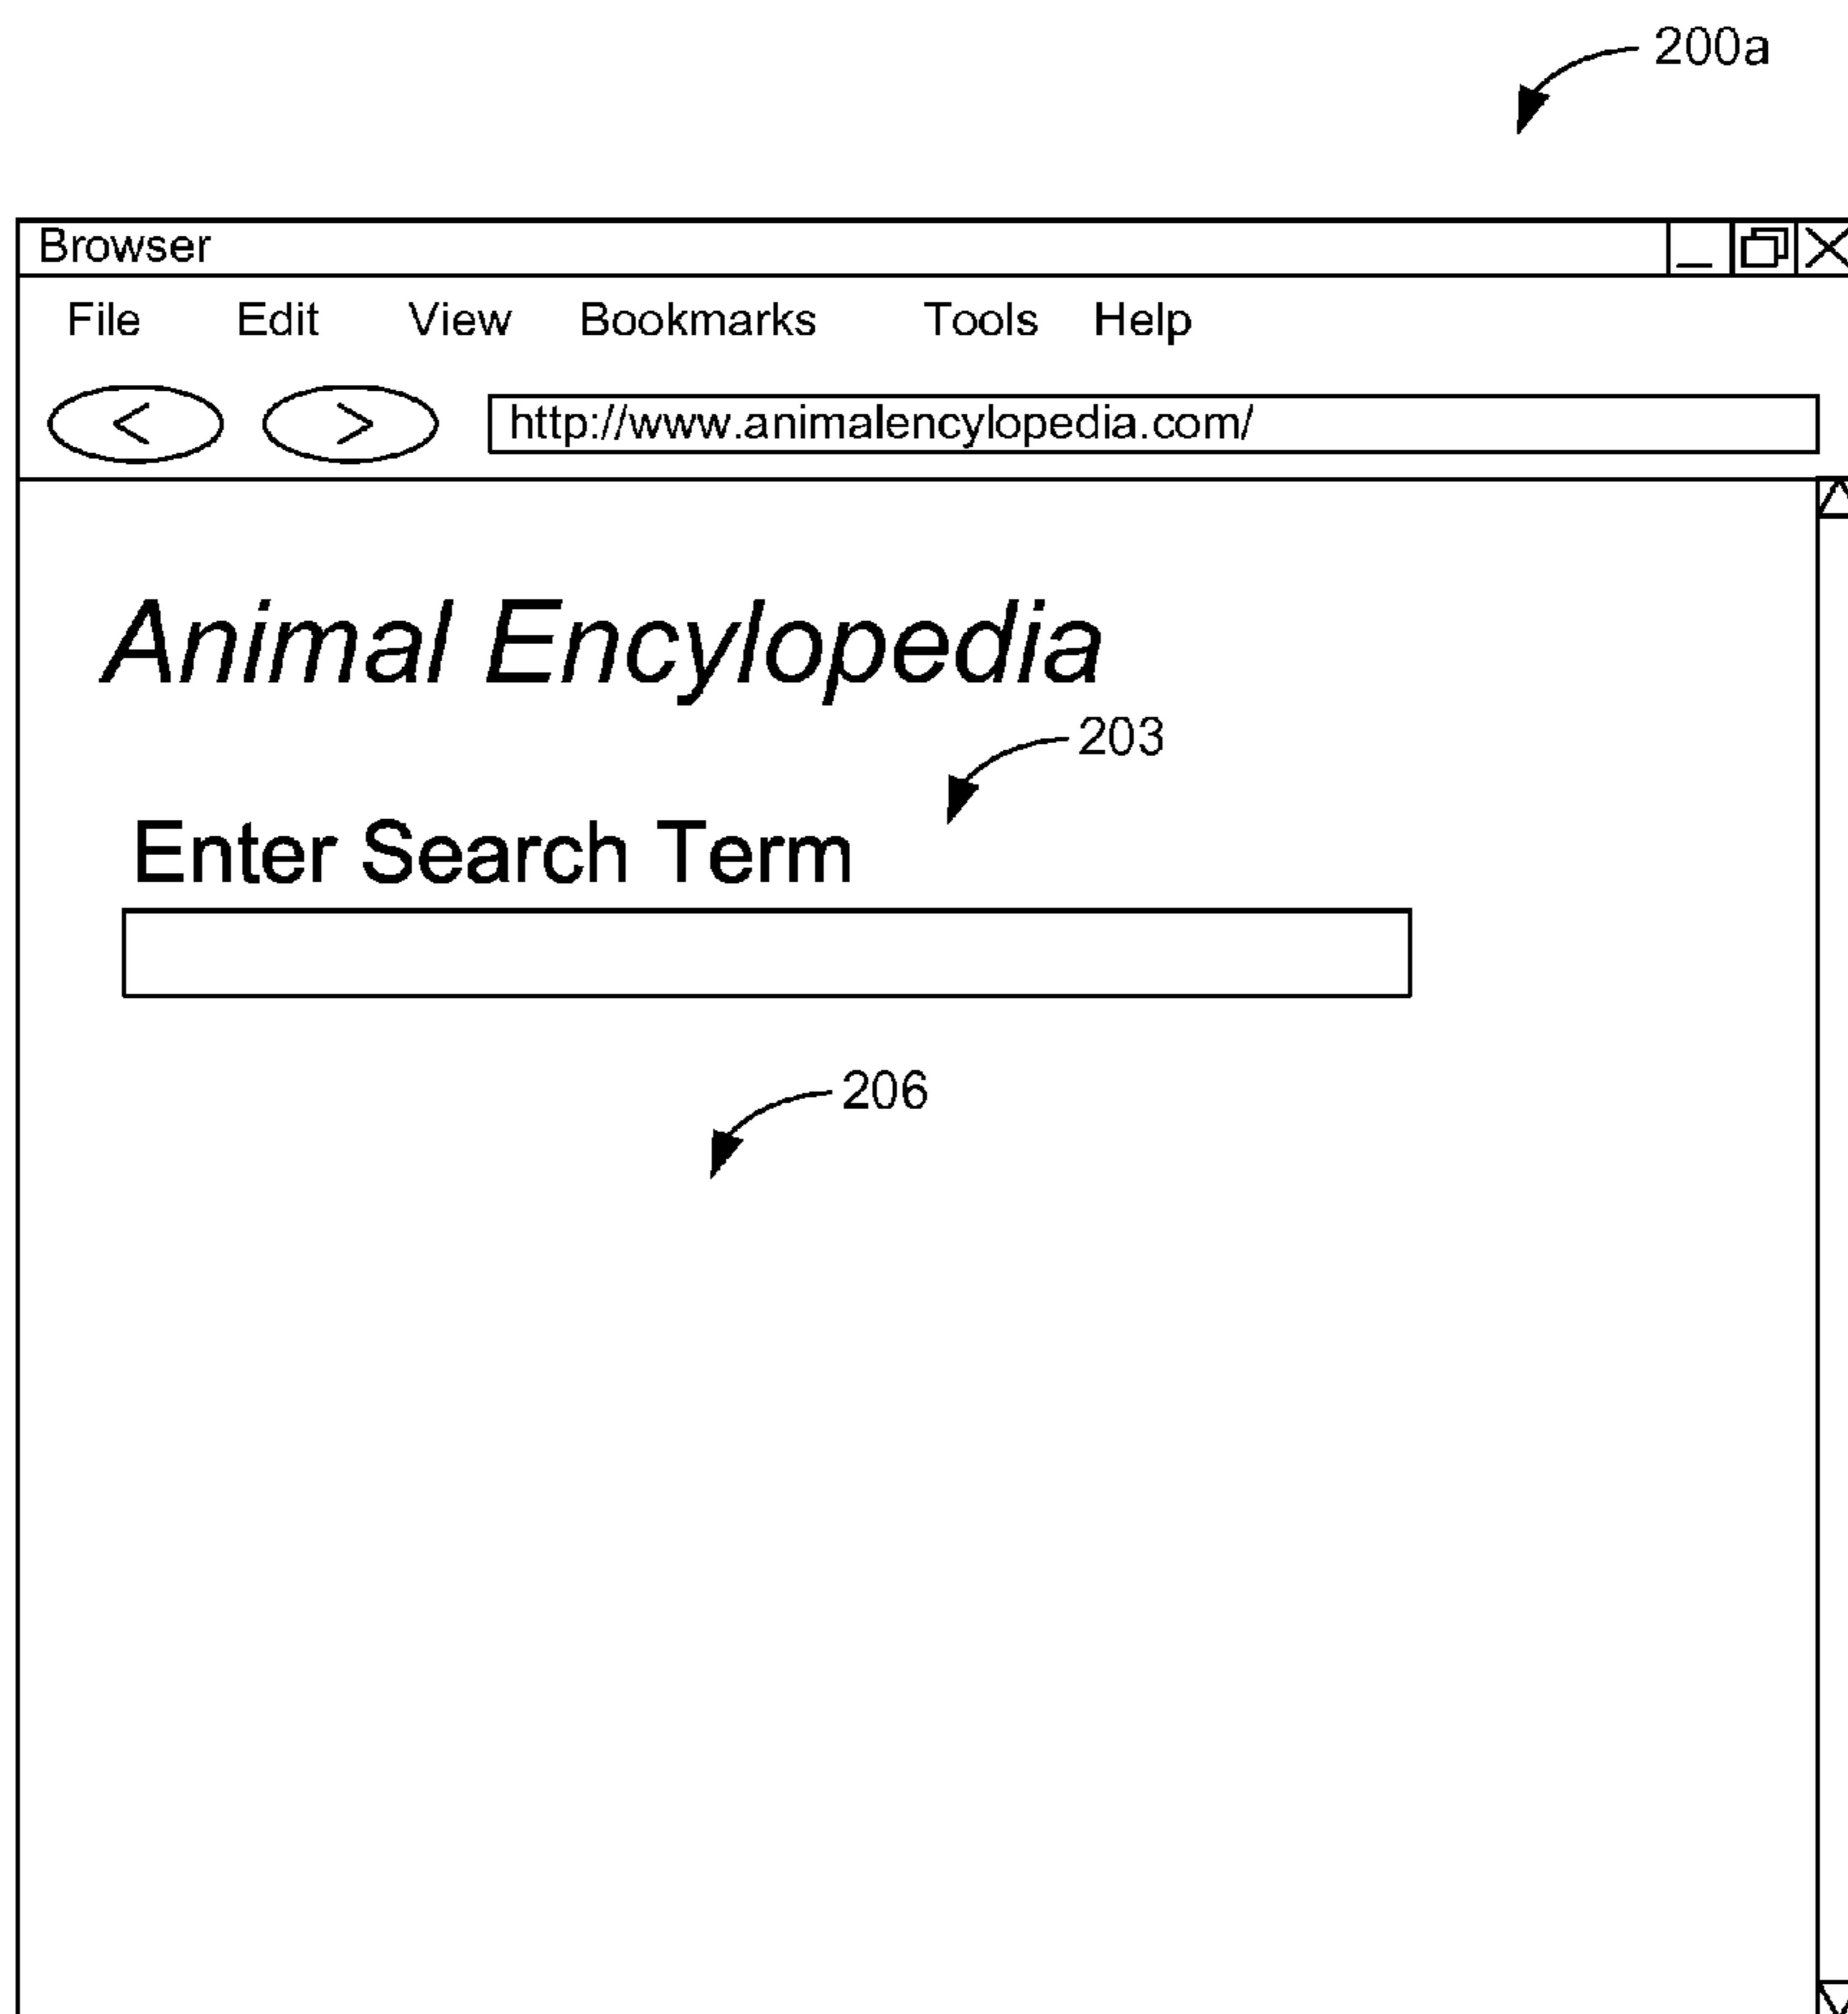 200a
Browser
File Edit View Bookmarks Tools Help
< > http://www.animalencylopedia.com/
Animal Encylopedia
203
Enter Search Term
206